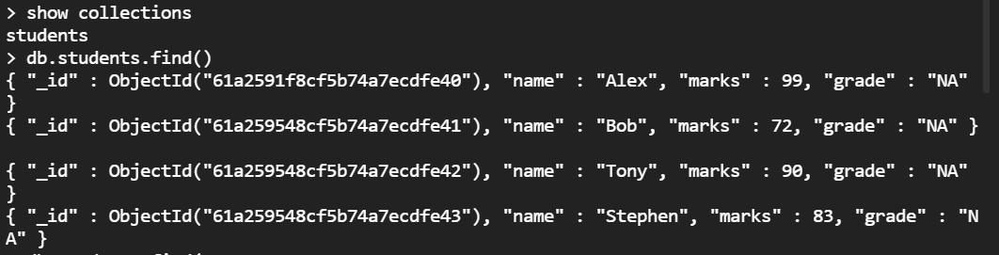 > show collections
students
> db.students.find()
{ "_id" : ObjectId("61a2591f8cf5b74a7ecdfe40"), "name" : "Alex", "marks" : 99, "grade" : "NA"
}
{ "_id" : ObjectId("61a259548cf5b74a7ecdfe41"), "name" : "Bob", "marks" : 72, "grade" : "NA" }
{ "_id" : ObjectId("61a259548cf5b74a7ecdfe42"), "name" : "Tony", "marks" : 90, "grade" : "NA"
}
{ "_id" : ObjectId("61a259548cf5b74a7ecdfe43"), "name" : "Stephen", "marks" : 83, "grade" : "N
A" }